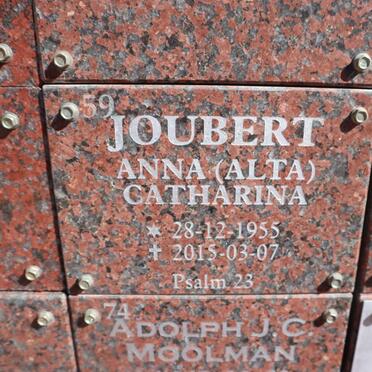 59
JOUBERT
ANNA (ALTA)
CATHARINA
✶ 28-12-1955
✝ 2015-03-07
Psalm 23
74
ADOLPH J.C.
MOOLMAN